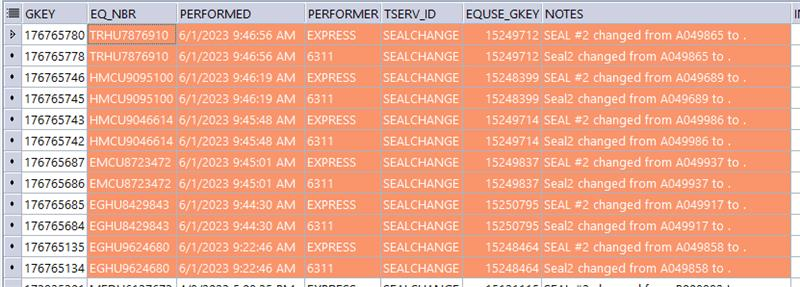 GKEY EQ_NBR PERFORMED PERFORMER TSERV_ID EQUSE_GKEY NOTES
176765780 TRHU7876910 6/1/2023 9:46:56 AM EXPRESS SEALCHANGE 15249712 SEAL #2 changed from A049865 to .
176765778 TRHU7876910 6/1/2023 9:46:56 AM 6311 SEALCHANGE 15249712 Seal2 changed from A049865 to .
176765746 HMCU9095100 6/1/2023 9:46:19 AM EXPRESS SEALCHANGE 15248399 SEAL #2 changed from A049689 to .
176765745 HMCU9095100 6/1/2023 9:46:19 AM 6311 SEALCHANGE 15248399 Seal2 changed from A049689 to .
176765743 HMCU9046614 6/1/2023 9:45:48 AM EXPRESS SEALCHANGE 15249714 SEAL #2 changed from A049986 to .
176765742 HMCU9046614 6/1/2023 9:45:48 AM 6311 SEALCHANGE 15249714 Seal2 changed from A049986 to .
176765687 EMCU8723472 6/1/2023 9:45:01 AM EXPRESS SEALCHANGE 15249837 SEAL #2 changed from A049937 to .
176765686 EMCU8723472 6/1/2023 9:45:01 AM 6311 SEALCHANGE 15249837 Seal2 changed from A049937 to .
176765685 EGHU8429843 6/1/2023 9:44:30 AM EXPRESS SEALCHANGE 15250795 SEAL #2 changed from A049917 to .
176765684 EGHU8429843 6/1/2023 9:44:30 AM 6311 SEALCHANGE 15250795 Seal2 changed from A049917 to .
176765135 EGHU9624680 6/1/2023 9:22:46 AM EXPRESS SEALCHANGE 15248464 SEAL #2 changed from A049858 to .
176765134 EGHU9624680 6/1/2023 9:22:46 AM 6311 SEALCHANGE 15248464 Seal2 changed from A049858 to .